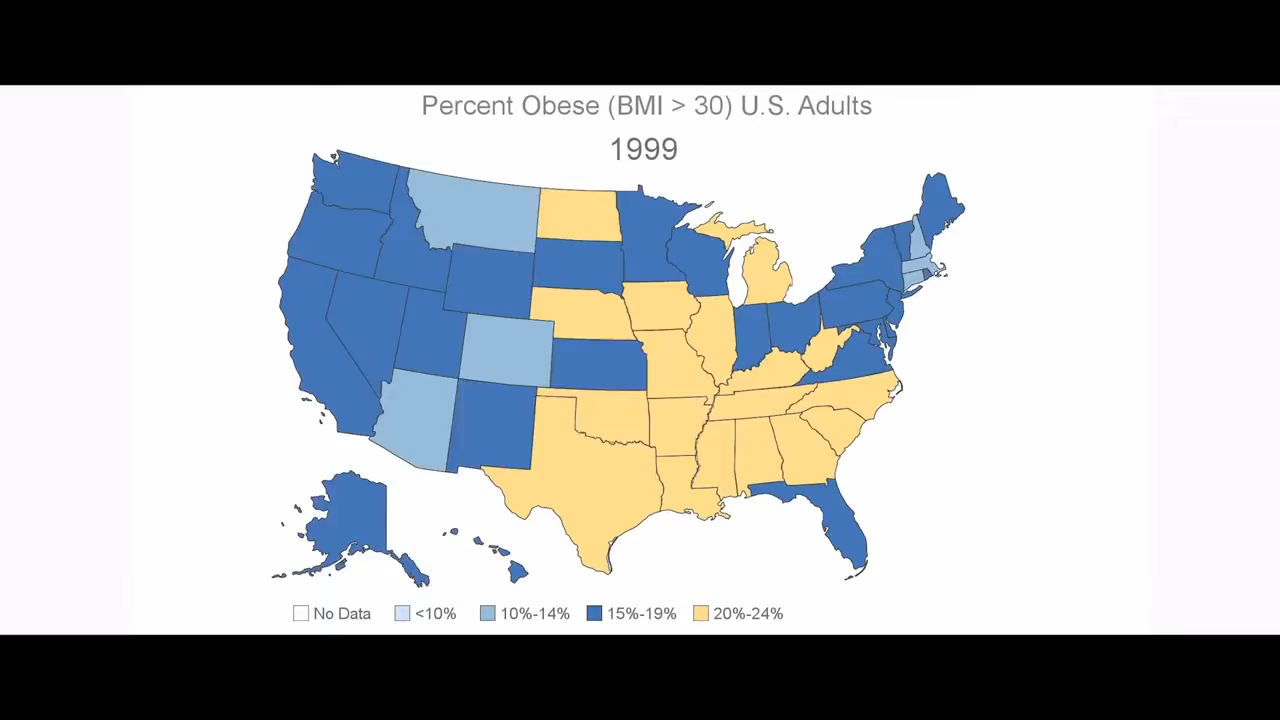 Percent Obese (BMI > 30) U.S. Adults
1999
No Data <10% 10%-14% 15%-19% 20%-24%